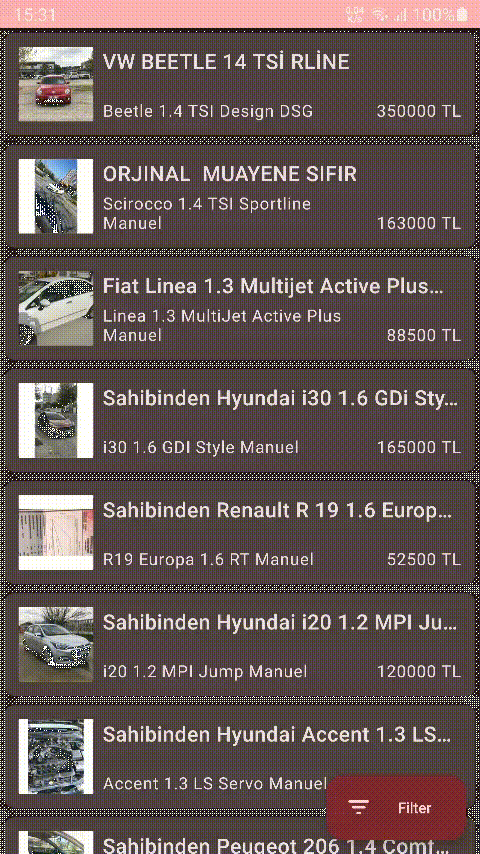 15:31
100%
VW BEETLE 14 TSİ RLİNE
Beetle 1.4 TSI Design DSG
350000 TL
ORJINAL MUAYENE SIFIR
Scirocco 1.4 TSI Sportline
Manuel
163000 TL
Fiat Linea 1.3 Multijet Active Plus...
Linea 1.3 MultiJet Active Plus
Manuel
88500 TL
Sahibinden Hyundai i30 1.6 GDi Sty...
i30 1.6 GDI Style Manuel
165000 TL
Sahibinden Renault R 19 1.6 Europ...
R19 Europa 1.6 RT Manuel
52500 TL
Sahibinden Hyundai i20 1.2 MPI Ju...
i20 1.2 MPI Jump Manuel
120000 TL
Sahibinden Hyundai Accent 1.3 LS...
Accent 1.3 LS Servo Manuel
Filter
Sahibinden Peugeot 206 1.4 Comf...